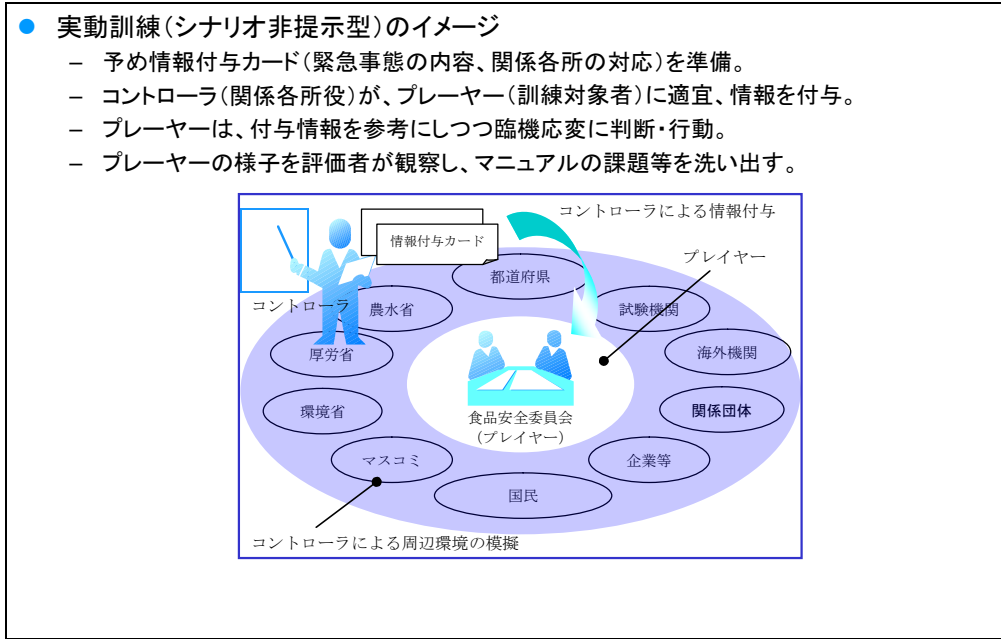 ● 実動訓練(シナリオ非提示型)のイメージ
– 予め情報付与カード(緊急事態の内容、関係各所の対応)を準備。
– コントローラ(関係各所役)が、プレーヤー(訓練対象者)に適宜、情報を付与。
– プレーヤーは、付与情報を参考にしつつ臨機応変に判断・行動。
– プレーヤーの様子を評価者が観察し、マニュアルの課題等を洗い出す。
コントローラによる情報付与
情報付与カード
プレイヤー
都道府県
コントローラ
農水省
試験機関
厚労省
海外機関
環境省
関係団体
食品安全委員会
(プレイヤー)
マスコミ
企業等
国民
コントローラによる周辺環境の模擬